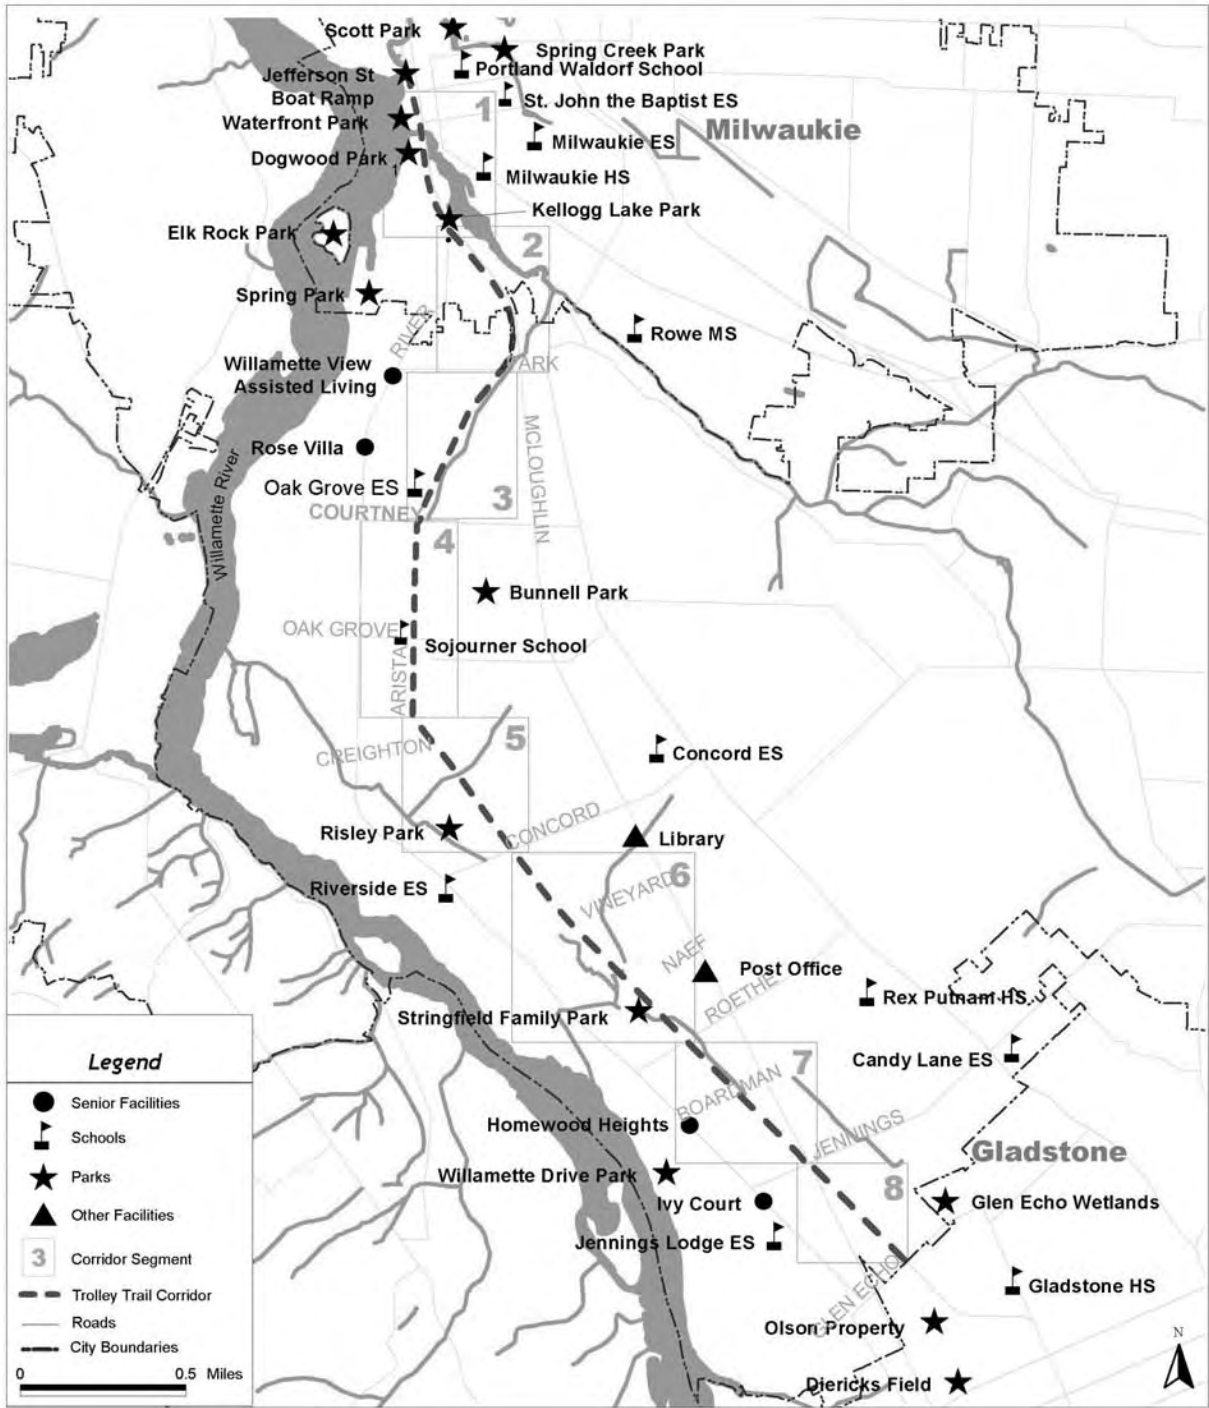 Scott Park
Spring Creek Park
Portland Waldorf School
Jefferson St
Boat Ramp
St. John the Baptist ES
1
Waterfront Park
Milwaukie
Milwaukie ES
Dogwood Park
Milwaukie HS
Kellogg Lake Park
Elk Rock Park
2
Spring Park
RIVER
Rowe MS
Willamette View
Assisted Living
PARK
MCLOUGHLIN
Rose Villa
Willamette River
Oak Grove ES
3
COURTNEY
4
Bunnell Park
OAK GROVE
Sojourner School
ARISTA
5
CREIGHTON
Concord ES
Risley Park
CONCORD
Library
6
Riverside ES
VINEYARD
NAEF
Post Office
ROETHE
Rex Putnam HS
Stringfield Family Park
7
Candy Lane ES
BOARDMAN
Homewood Heights
JENNINGS
Gladstone
Willamette Drive Park
8
Ivy Court
Glen Echo Wetlands
Jennings Lodge ES
GLEN ECHO
Gladstone HS
Olson Property
Diericks Field
N
Legend
Senior Facilities
Schools
Parks
Other Facilities
3 Corridor Segment
Trolley Trail Corridor
Roads
City Boundaries
0 0.5 Miles